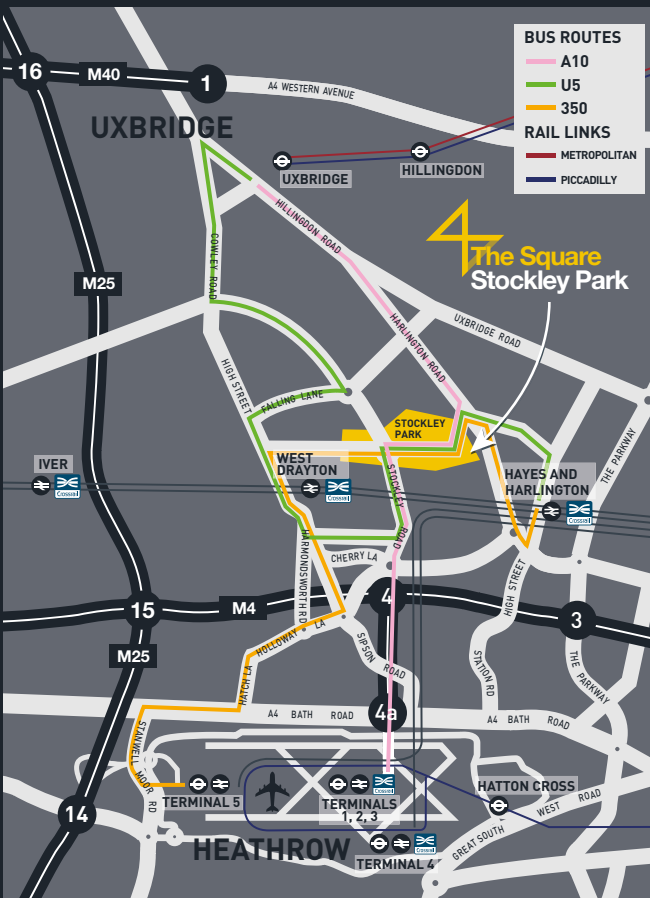 BUS ROUTES
A10
U5
350
RAIL LINKS
METROPOLITAN
PICCADILLY
16
M40
1
A4 WESTERN AVENUE
UXBRIDGE
UXBRIDGE
HILLINGDON
HILLINGDON ROAD
The Square
Stockley Park
COWLEY ROAD
M25
UXBRIDGE ROAD
HARLINGTON ROAD
HIGH STREET
FALLING LANE
STOCKLEY
PARK
THE PARKWAY
IVER
Crossrail
WEST
DRAYTON
Crossrail
STOCKLEY ROAD
HAYES AND
HARLINGTON
Crossrail
HARMONDSWORTH RD
CHERRY LA
HIGH STREET
15
M4
4
3
M25
HOLLOWAY LA
SIPSON ROAD
HATCH LA
STATION RD
THE PARKWAY
A4 BATH ROAD
4a
A4 BATH ROAD
STANWELL MOOR RD
TERMINAL 5
Crossrail
TERMINALS
1, 2, 3
HATTON CROSS
14
GREAT SOUTH WEST ROAD
HEATHROW
Crossrail
TERMINAL 4